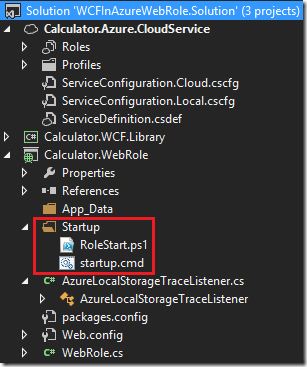 Solution 'WCFInAzureWebRole.Solution' (3 projects)
Calculator.Azure.CloudService
Roles
Profiles
ServiceConfiguration.Cloud.cscfg
ServiceConfiguration.Local.cscfg
ServiceDefinition.csdef
C# Calculator.WCF.Library
Calculator.WebRole
Properties
References
App_Data
Startup
RoleStart.ps1
startup.cmd
C# AzureLocalStorageTraceListener.cs
AzureLocalStorageTraceListener
packages.config
Web.config
C# WebRole.cs